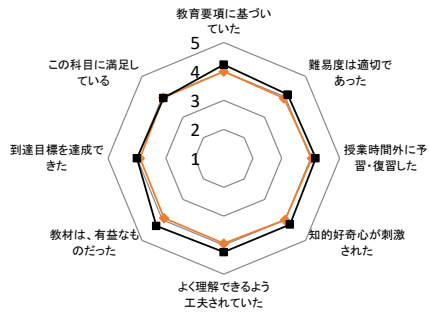 教育要項に基づい
ていた
難易度は適切で
あった
授業時間外に予
習・復習した
知的好奇心が刺激
された
よく理解できるよう
工夫されていた
教材は、有益なも
のだった
到達目標を達成で
きた
この科目に満足し
ている
5
4
3
2
1